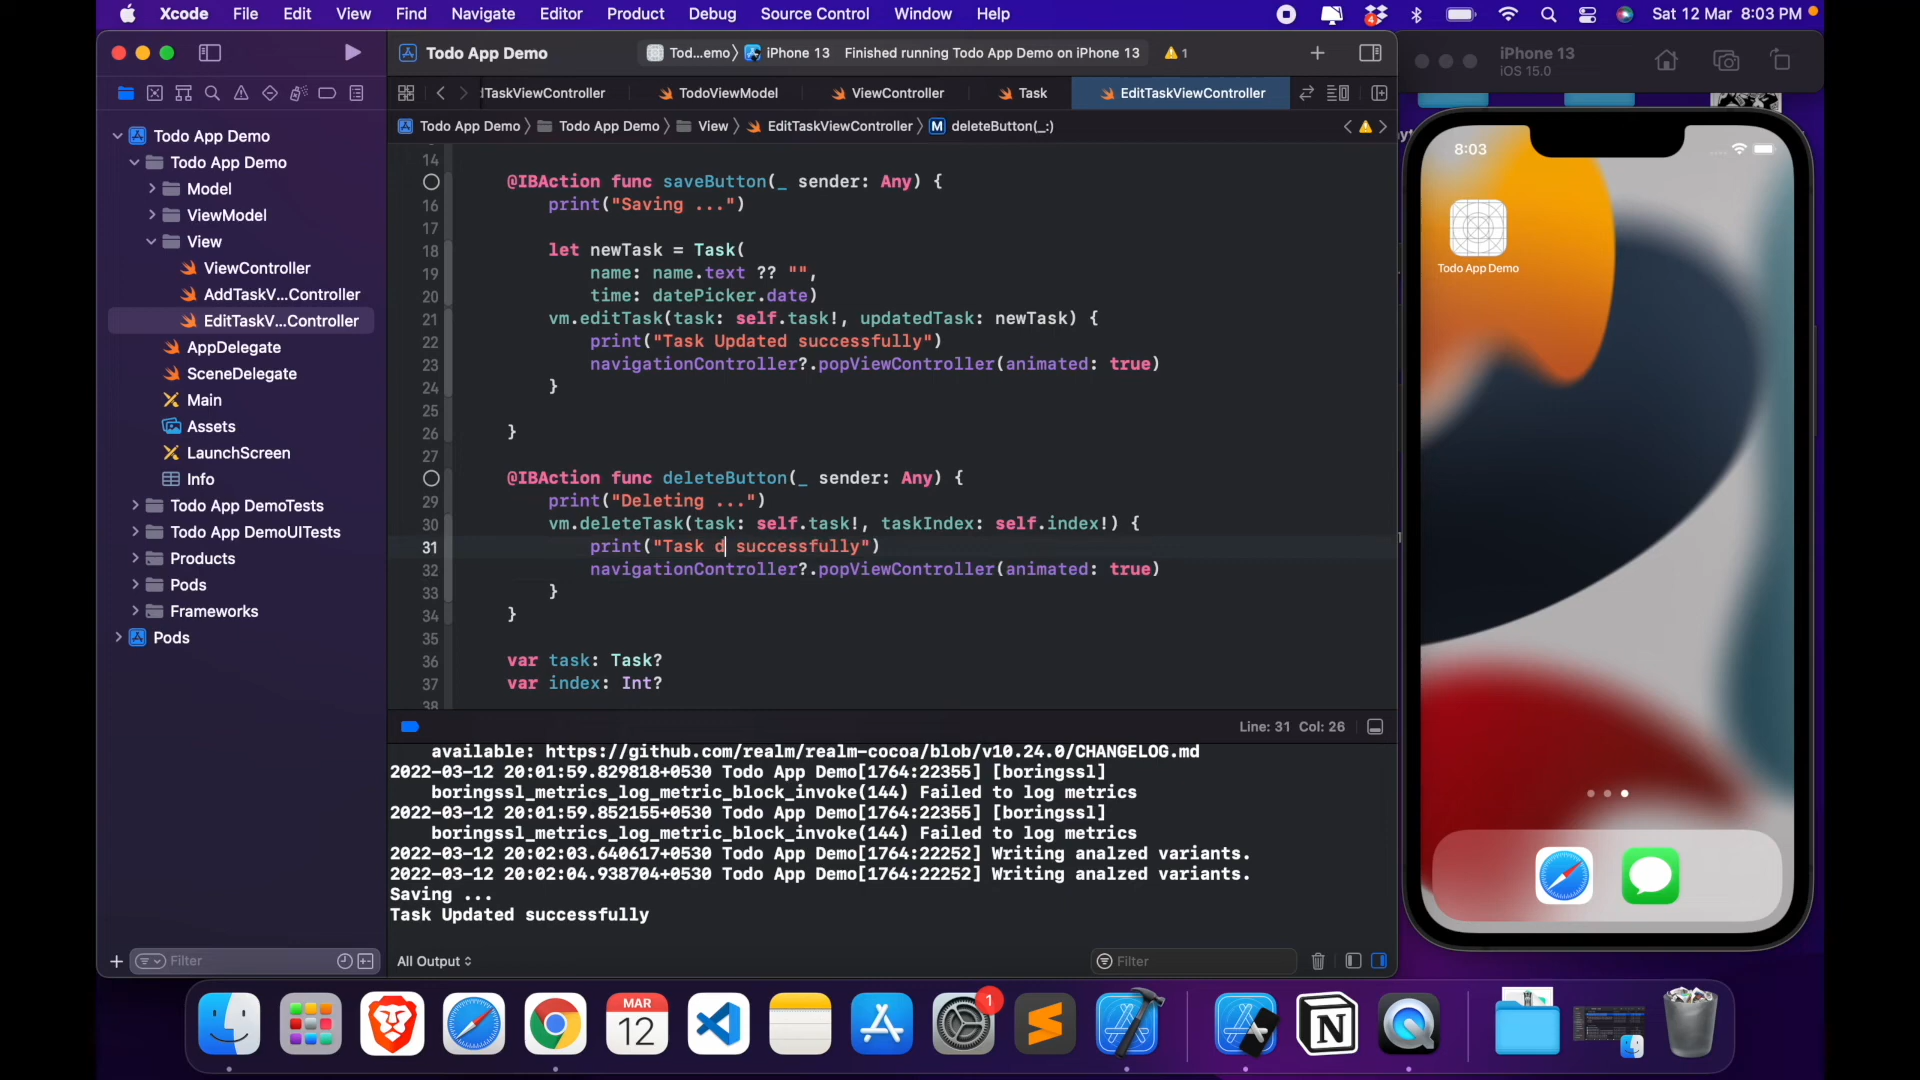 Xcode File Edit View Find Navigate Editor Product Debug Source Control Window Help 4 Sat 12 Mar 8:03 PM
Todo App Demo Tod...emo iPhone 13 Finished running Todo App Demo on iPhone 13 1
iPhone 13
iOS 15.0
TaskViewController TodoViewModel ViewController Task EditTaskViewController
Todo App Demo Todo App Demo View EditTaskViewController M deleteButton(_:)
Todo App Demo
Todo App Demo
Model
ViewModel
View
ViewController
AddTaskV...Controller
EditTaskV...Controller
AppDelegate
SceneDelegate
Main
Assets
LaunchScreen
Info
Todo App DemoTests
Todo App DemoUITests
Products
Pods
Frameworks
Pods
Filter
14
@IBAction func saveButton(_ sender: Any) {
16 print("Saving ...")
17
18 let newTask = Task(
19 name: name.text ?? "",
20 time: datePicker.date)
21 vm.editTask(task: self.task!, updatedTask: newTask) {
22 print("Task Updated successfully")
23 navigationController?.popViewController(animated: true)
24 }
25
26 }
27
@IBAction func deleteButton(_ sender: Any) {
29 print("Deleting ...")
30 vm.deleteTask(task: self.task!, taskIndex: self.index!) {
31 print("Task d successfully")
32 navigationController?.popViewController(animated: true)
33 }
34 }
35
36 var task: Task?
37 var index: Int?
38
Line: 31 Col: 26
available: https://github.com/realm/realm-cocoa/blob/v10.24.0/CHANGELOG.md
2022-03-12 20:01:59.829818+0530 Todo App Demo[1764:22355] [boringssl]
boringssl_metrics_log_metric_block_invoke(144) Failed to log metrics
2022-03-12 20:01:59.852155+0530 Todo App Demo[1764:22355] [boringssl]
boringssl_metrics_log_metric_block_invoke(144) Failed to log metrics
2022-03-12 20:02:03.640617+0530 Todo App Demo[1764:22252] Writing analzed variants.
2022-03-12 20:02:04.938704+0530 Todo App Demo[1764:22252] Writing analzed variants.
Saving ...
Task Updated successfully
All Output Filter
8:03
Todo App Demo
MAR
12
1